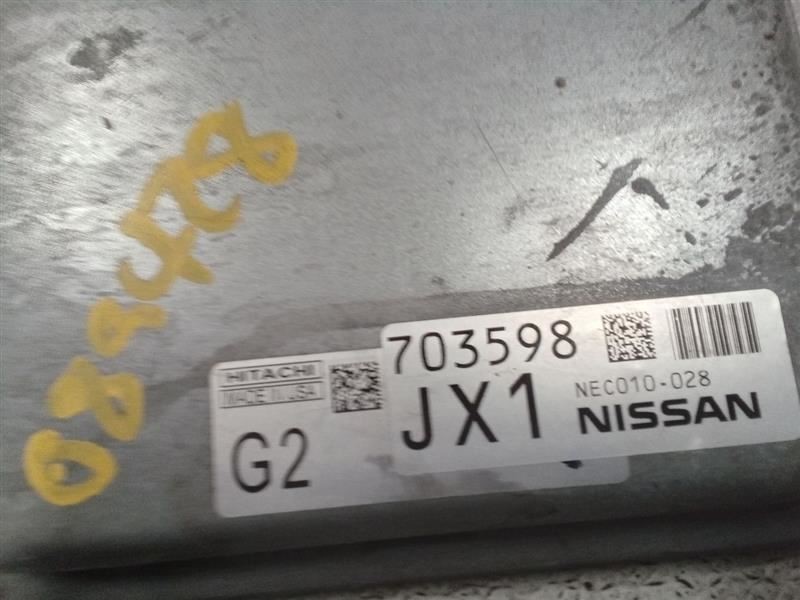 HITACHI
MADE IN USA
G2
703598
JX1
NEC010-028
NISSAN